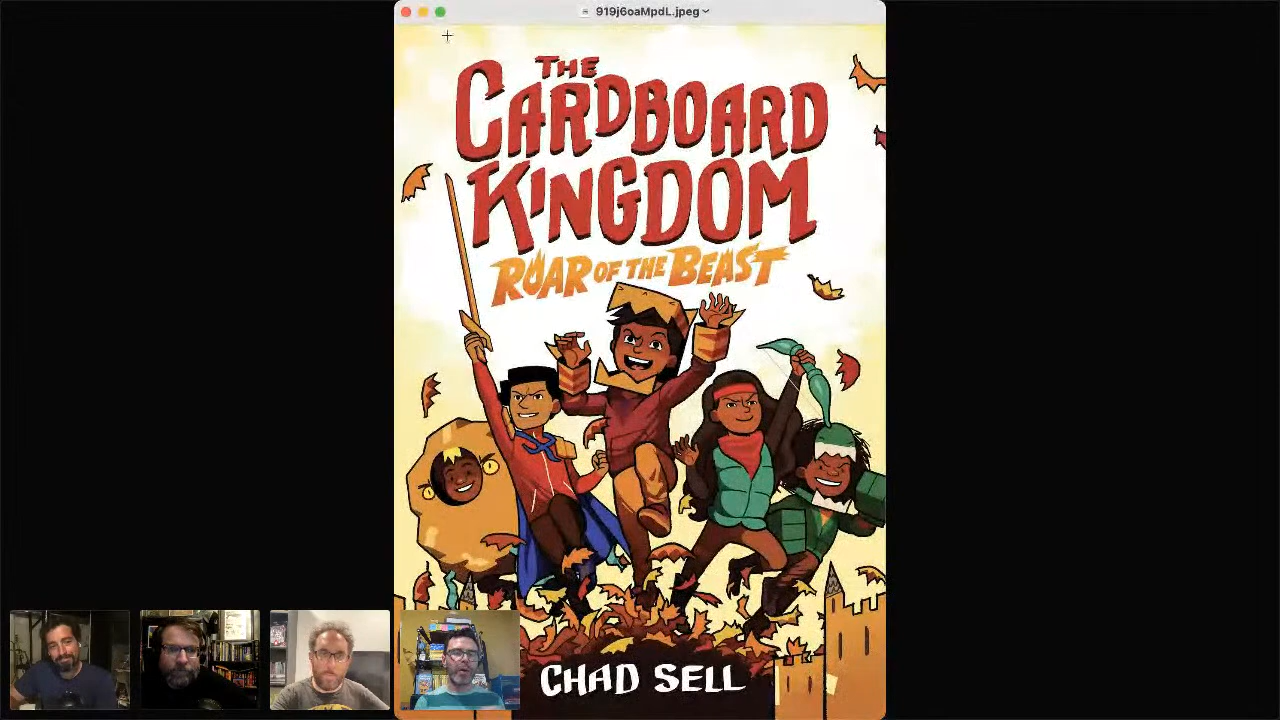 919j6oaMpdL.jpeg
THE
CARDBOARD
KINGDOM
ROAR OF THE BEAST
CHAD SELL